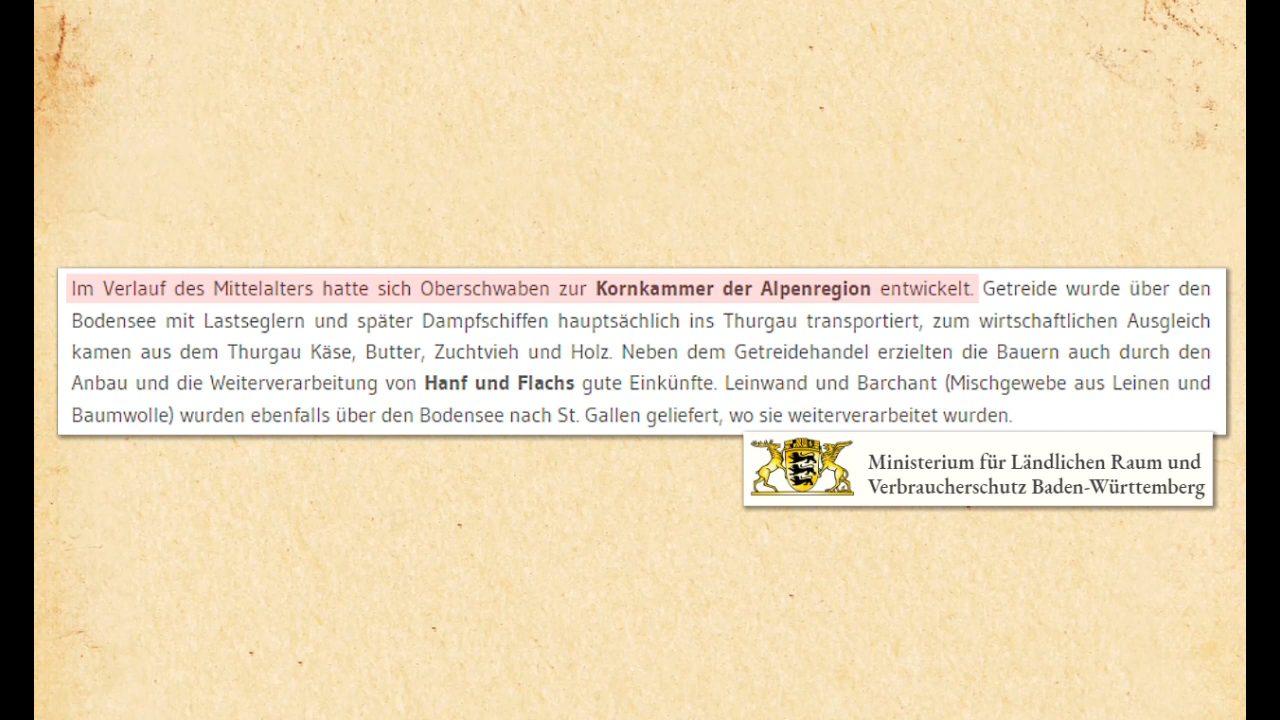 Im Verlauf des Mittelalters hatte sich Oberschwaben zur Kornkammer der Alpenregion entwickelt. Getreide wurde über den
Bodensee mit Lastseglern und später Dampfschiffen hauptsächlich ins Thurgau transportiert, zum wirtschaftlichen Ausgleich
kamen aus dem Thurgau Käse, Butter, Zuchtvieh und Holz. Neben dem Getreidehandel erzielten die Bauern auch durch den
Anbau und die Weiterverarbeitung von Hanf und Flachs gute Einkünfte. Leinwand und Barchant (Mischgewebe aus Leinen und
Baumwolle) wurden ebenfalls über den Bodensee nach St. Gallen geliefert, wo sie weiterverarbeitet wurden.
Ministerium für Ländlichen Raum und
Verbraucherschutz Baden-Württemberg